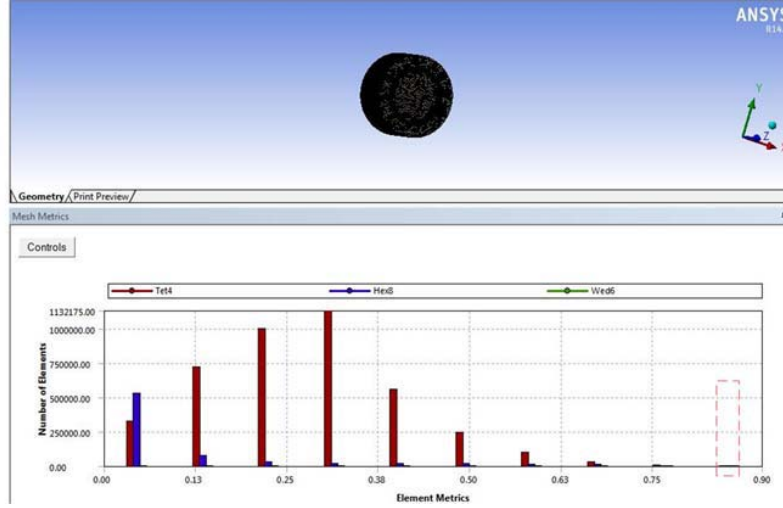 ANSYS
R14
Y
Z
Geometry Print Preview
Mesh Metrics
Controls
Tet4 Hex8 Wed6
1132175.00
1000000.00
750000.00
500000.00
250000.00
0.00
Number of Elements
0.00 0.13 0.25 0.38 0.50 0.63 0.75 0.90
Element Metrics